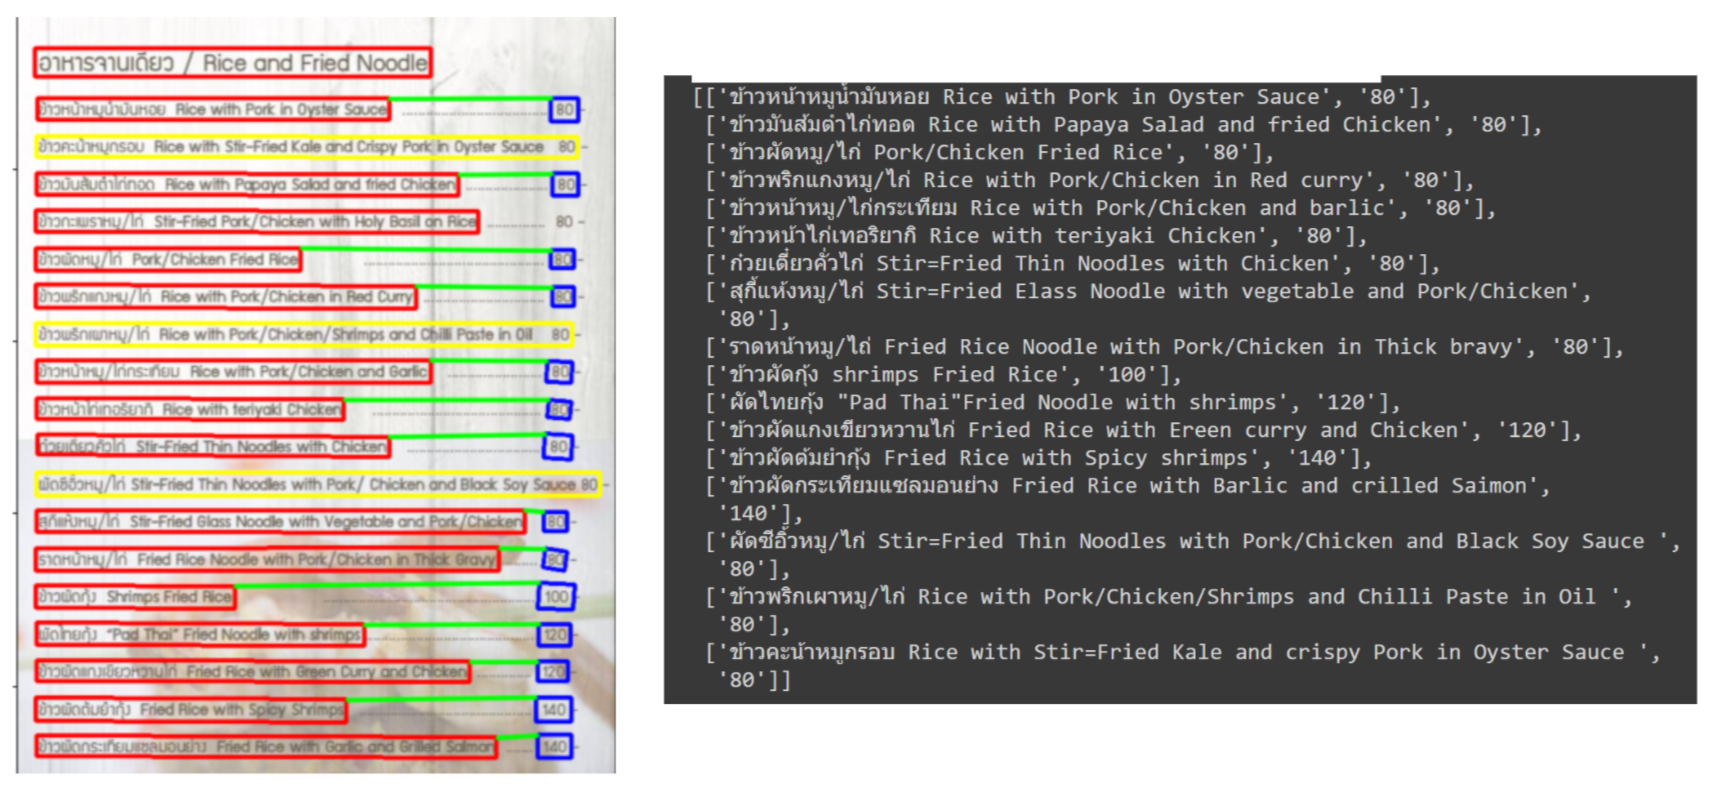 อาหารจานเดียว / Rice and Fried Noodle
ข้าวหน้าหมูน้ำมันหอย Rice with Pork in Oyster Sauce ........ 80 -
ข้าวคะน้าหมูกรอบ Rice with Stir-Fried Kale and Crispy Pork in Oyster Sauce 80 -
ข้าวมันส้มตำไก่ทอด Rice with Papaya Salad and fried Chicken ........ 80 -
ข้าวกะเพราหมู/ไก่ Stir-Fried Pork/Chicken with Holy Basil on Rice ........ 80 -
ข้าวผัดหมู/ไก่ Pork/Chicken Fried Rice ........ 80 -
ข้าวพริกแกงหมู/ไก่ Rice with Pork/Chicken in Red Curry ........ 80 -
ข้าวพริกเผาหมู/ไก่ Rice with Pork/Chicken/Shrimps and Chilli Paste in Oil 80 -
ข้าวหน้าหมู/ไก่กระเทียม Rice with Pork/Chicken and Garlic ........ 80 -
ข้าวหน้าไก่เทอริยากิ Rice with teriyaki Chicken ........ 80 -
ก๋วยเตี๋ยวคั่วไก่ Stir-Fried Thin Noodles with Chicken ........ 80 -
ผัดซีอิ๊วหมู/ไก่ Stir-Fried Thin Noodles with Pork/ Chicken and Black Soy Sauce 80 -
สุกี้แห้งหมู/ไก่ Stir-Fried Glass Noodle with Vegetable and Pork/Chicken ........ 80 -
ราดหน้าหมู/ไก่ Fried Rice Noodle with Pork/Chicken in Thick Gravy ........ 80 -
ข้าวผัดกุ้ง Shrimps Fried Rice ........ 100 -
ผัดไทยกุ้ง "Pad Thai" Fried Noodle with shrimps ........ 120 -
ข้าวผัดแกงเขียวหวานไก่ Fried Rice with Green Curry and Chicken ........ 120 -
ข้าวผัดต้มยำกุ้ง Fried Rice with Spicy Shrimps ........ 140 -
ข้าวผัดกระเทียมแซลมอนย่าง Fried Rice with Garlic and Grilled Salmon ........ 140 -
[['ข้าวหน้าหมูน้ำมันหอย Rice with Pork in Oyster Sauce', '80'],
['ข้าวมันส้มตำไก่ทอด Rice with Papaya Salad and fried Chicken', '80'],
['ข้าวผัดหมู/ไก่ Pork/Chicken Fried Rice', '80'],
['ข้าวพริกแกงหมู/ไก่ Rice with Pork/Chicken in Red curry', '80'],
['ข้าวหน้าหมู/ไก่กระเทียม Rice with Pork/Chicken and barlic', '80'],
['ข้าวหน้าไก่เทอริยากิ Rice with teriyaki Chicken', '80'],
['ก๋วยเตี๋ยวคั่วไก่ Stir=Fried Thin Noodles with Chicken', '80'],
['สุกี้แห้งหมู/ไก่ Stir=Fried Elass Noodle with vegetable and Pork/Chicken',
'80'],
['ราดหน้าหมู/ไถ่ Fried Rice Noodle with Pork/Chicken in Thick bravy', '80'],
['ข้าวผัดกุ้ง shrimps Fried Rice', '100'],
['ผัดไทยกุ้ง "Pad Thai"Fried Noodle with shrimps', '120'],
['ข้าวผัดแกงเขียวหวานไก่ Fried Rice with Ereen curry and Chicken', '120'],
['ข้าวผัดต้มยำกุ้ง Fried Rice with Spicy shrimps', '140'],
['ข้าวผัดกระเทียมแซลมอนย่าง Fried Rice with Barlic and crilled Saimon',
'140'],
['ผัดซีอิ๊วหมู/ไก่ Stir=Fried Thin Noodles with Pork/Chicken and Black Soy Sauce ',
'80'],
['ข้าวพริกเผาหมู/ไก่ Rice with Pork/Chicken/Shrimps and Chilli Paste in Oil ',
'80'],
['ข้าวคะน้าหมูกรอบ Rice with Stir=Fried Kale and crispy Pork in Oyster Sauce ',
'80']]